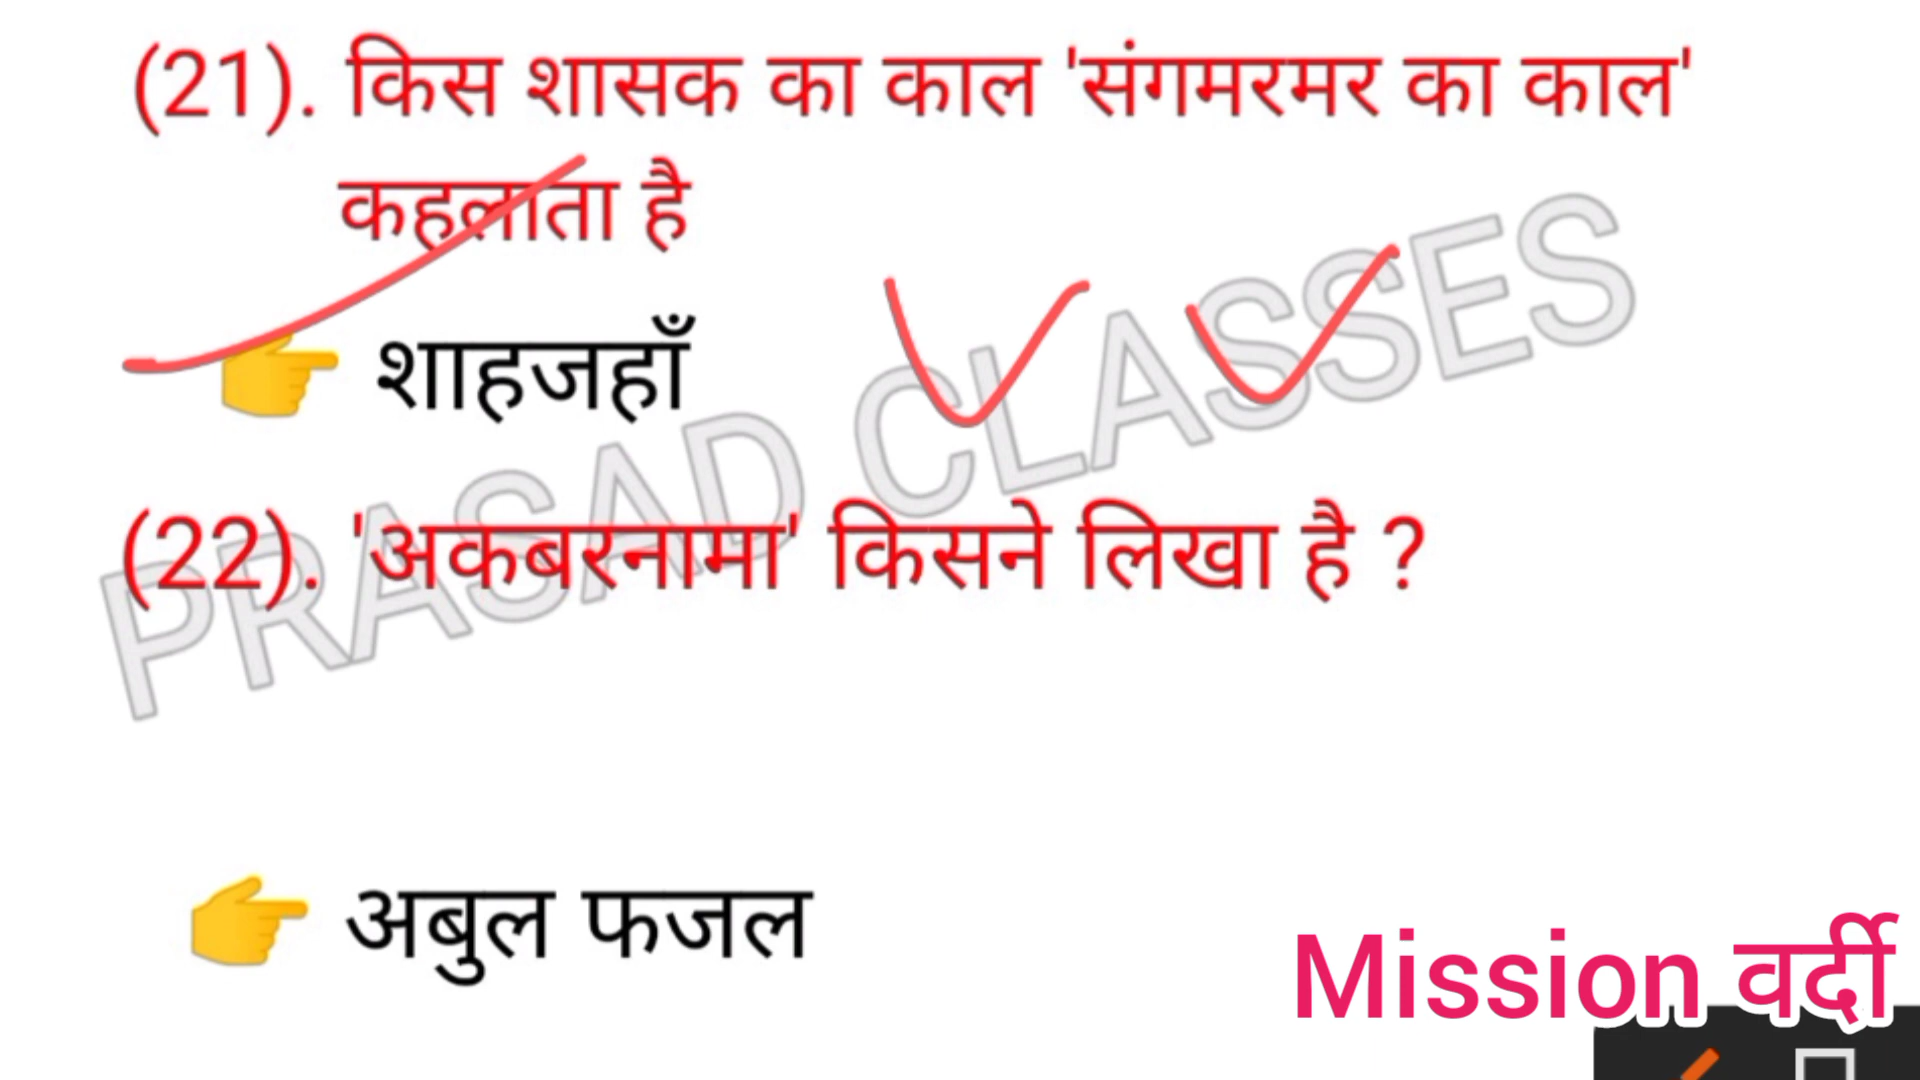 (21). किस शासक का काल 'संगमरमर का काल'
कहलाता है
👉 शाहजहाँ
PRASAD CLASSES
(22). 'अकबरनामा' किसने लिखा है ?
👉 अबुल फजल
Mission वर्दी